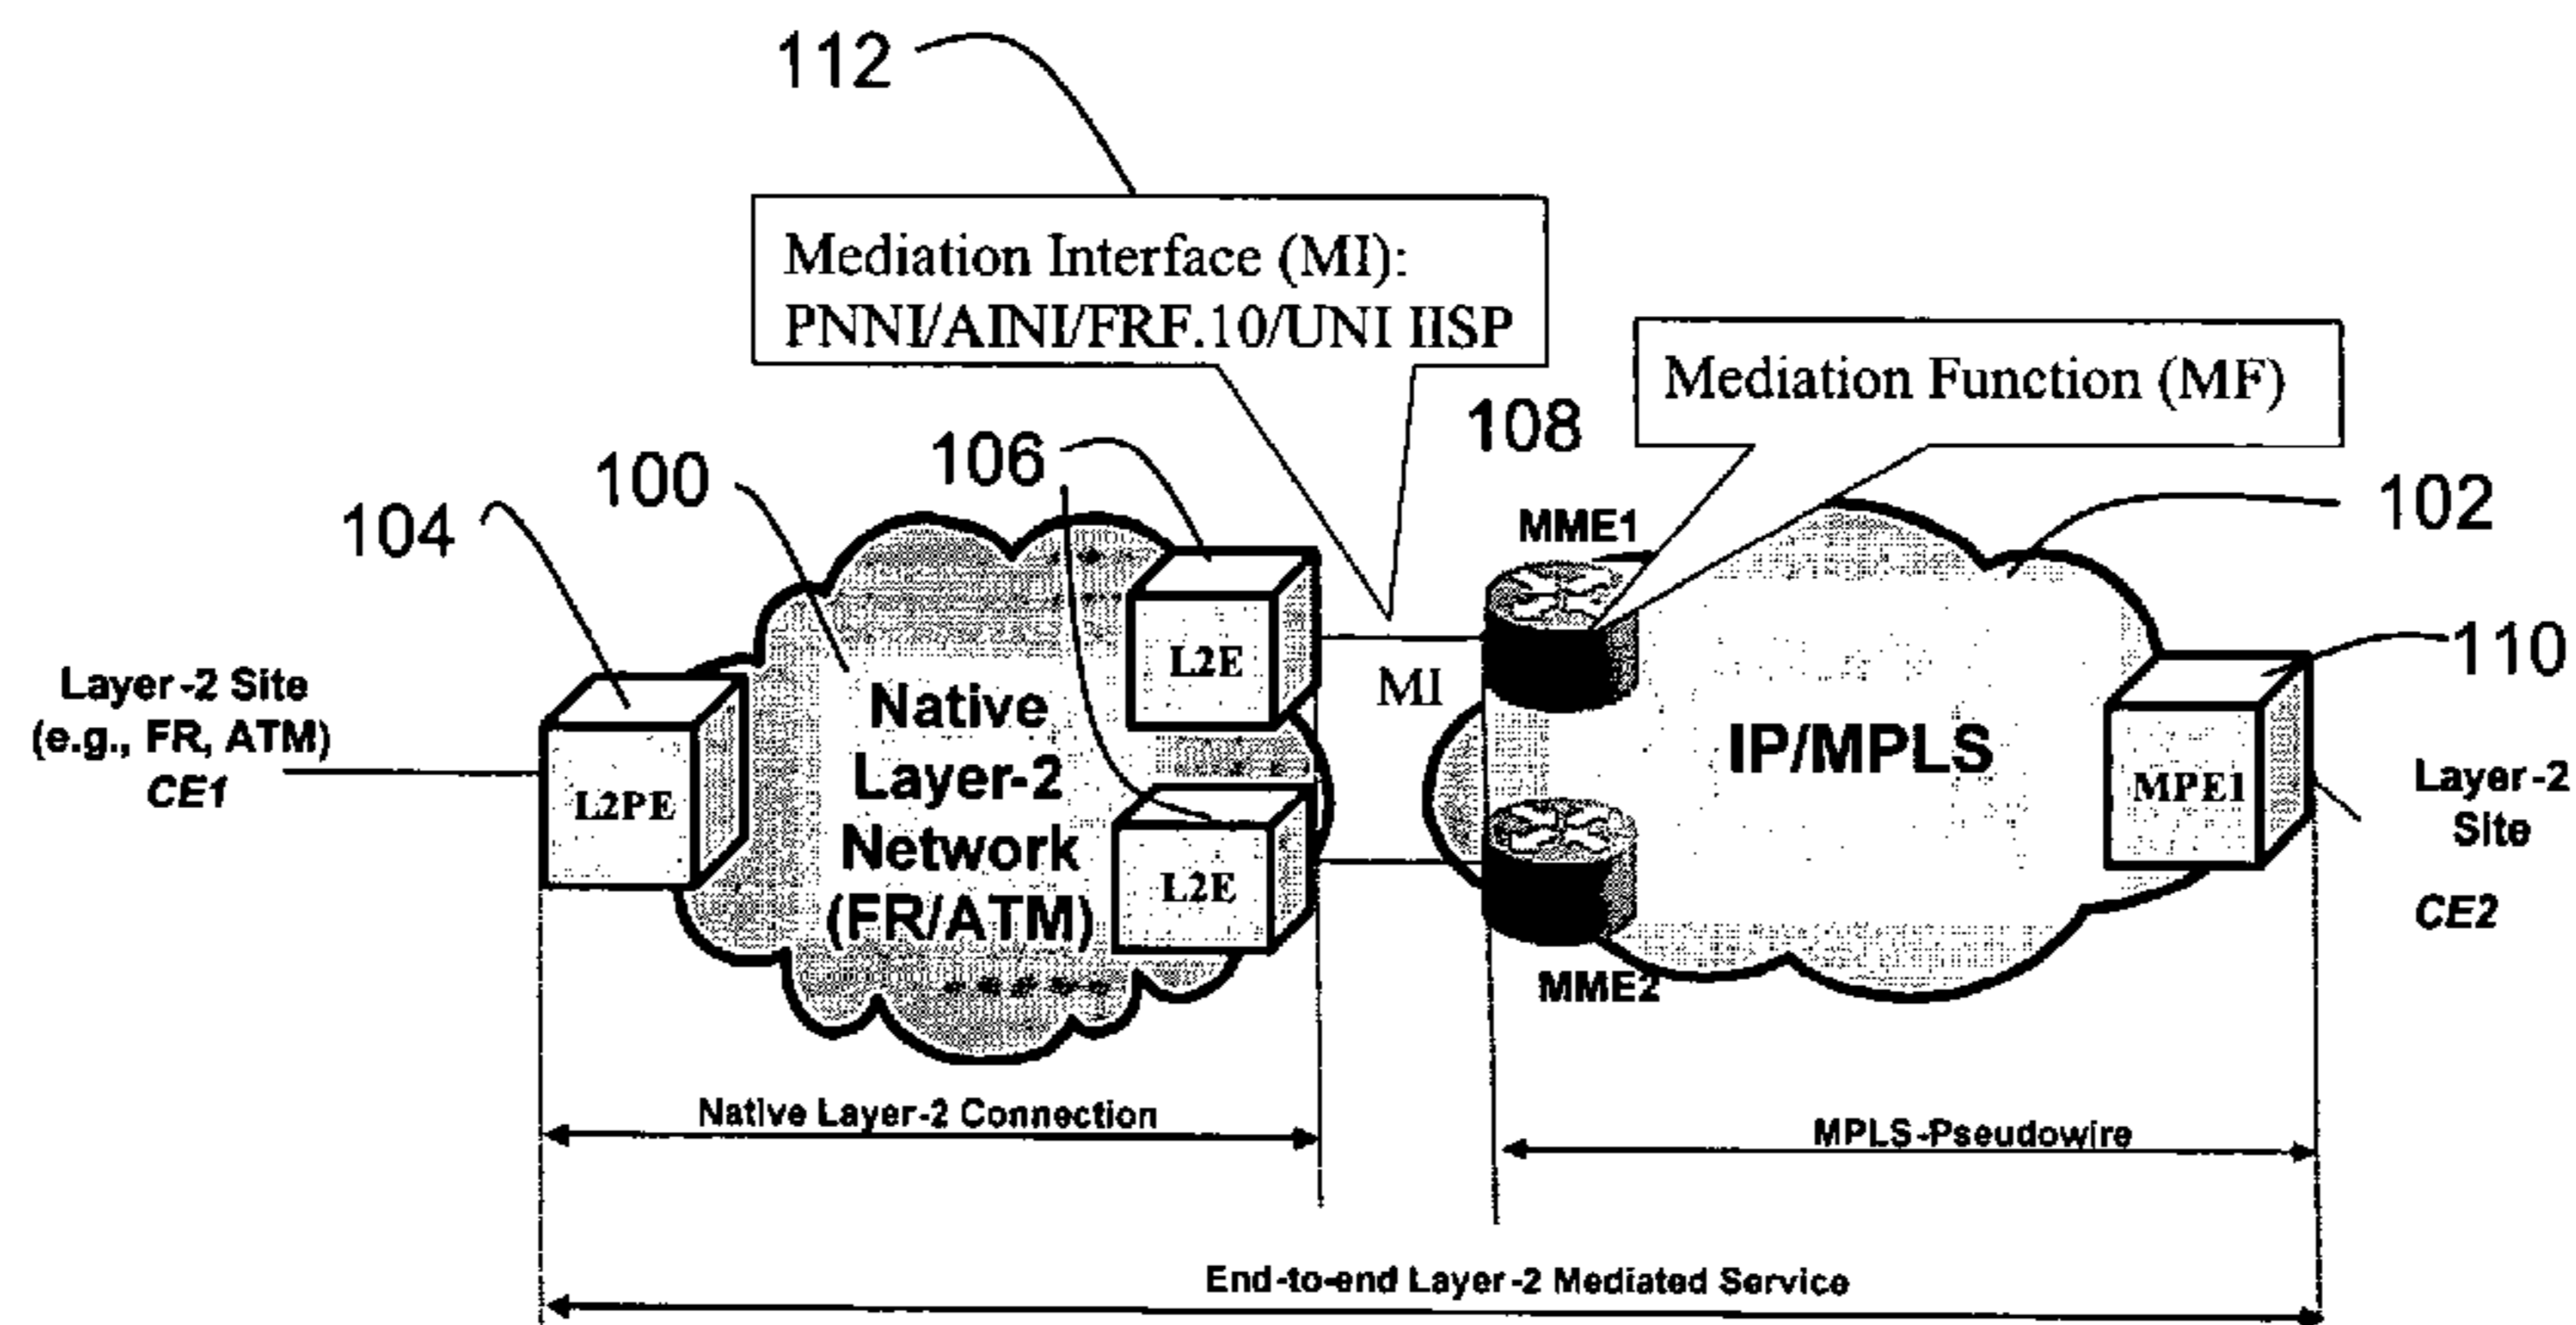 112
Mediation Interface (MI):
PNNI/AINI/FRF.10/UNI IISP
Mediation Function (MF)
108
106
100
104
102
MME1
110
L2E
MI
Layer-2 Site
(e.g., FR, ATM)
CE1
L2PE
Native
Layer-2
Network
(FR/ATM)
L2E
IP/MPLS
MPE1
Layer-2
Site
CE2
MME2
Native Layer-2 Connection
MPLS-Pseudowire
End-to-end Layer-2 Mediated Service